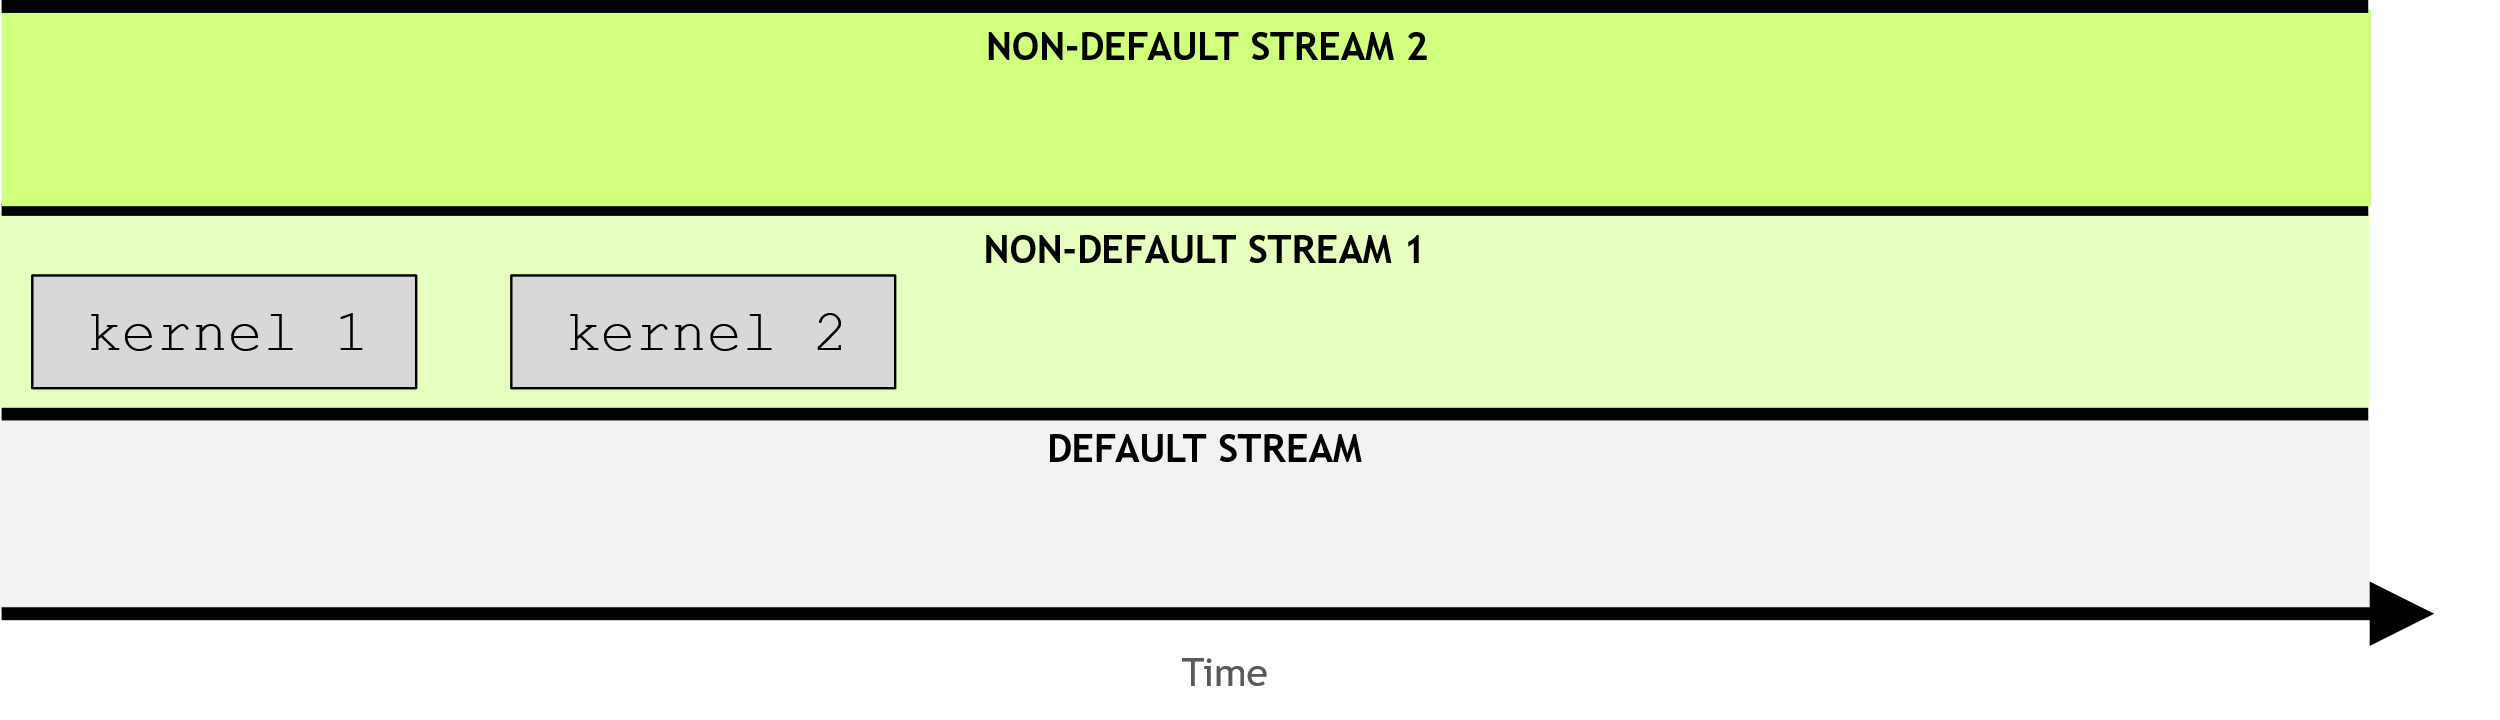 NON-DEFAULT STREAM 2
NON-DEFAULT STREAM 1
kernel 1
kernel 2
DEFAULT STREAM
Time